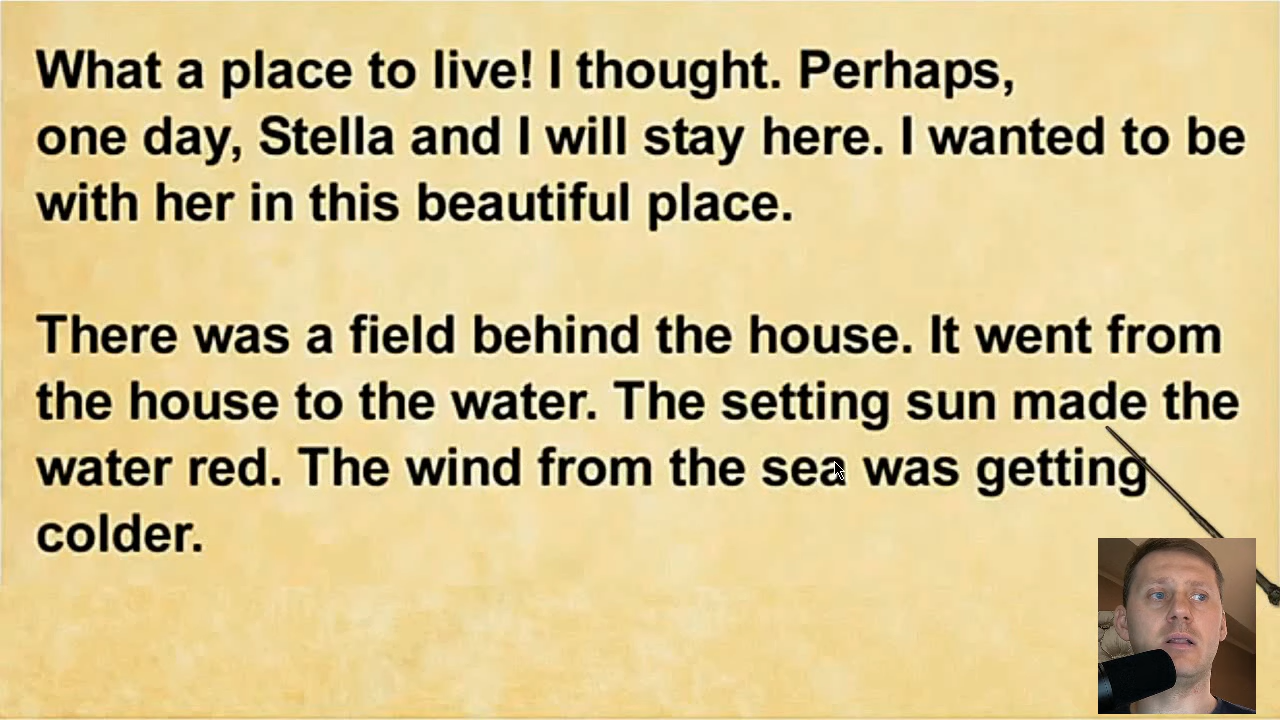 What a place to live! I thought. Perhaps,
one day, Stella and I will stay here. I wanted to be
with her in this beautiful place.
There was a field behind the house. It went from
the house to the water. The setting sun made the
water red. The wind from the sea was getting
colder.